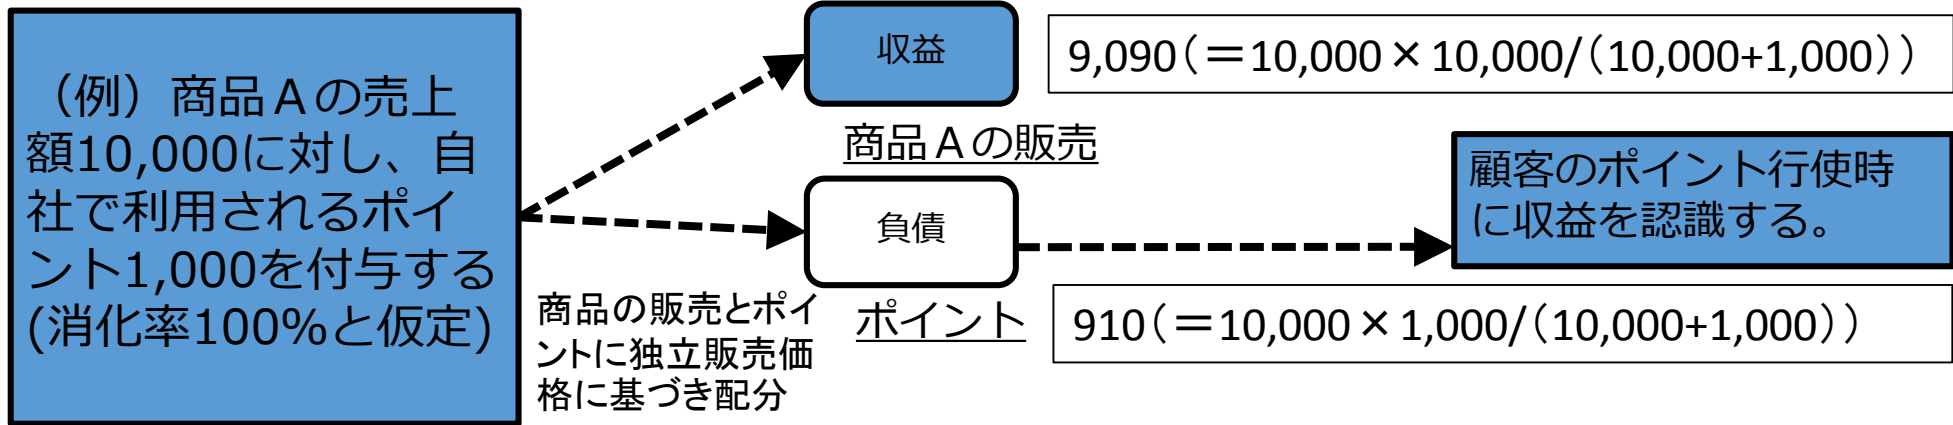 （例）商品Ａの売上
額10,000に対し、自
社で利用されるポイ
ント1,000を付与する
(消化率100%と仮定)
収益
9,090（＝10,000×10,000/（10,000+1,000））
商品Ａの販売
負債
顧客のポイント行使時
に収益を認識する。
商品の販売とポイ
ントに独立販売価
格に基づき配分
ポイント
910（＝10,000×1,000/（10,000+1,000））